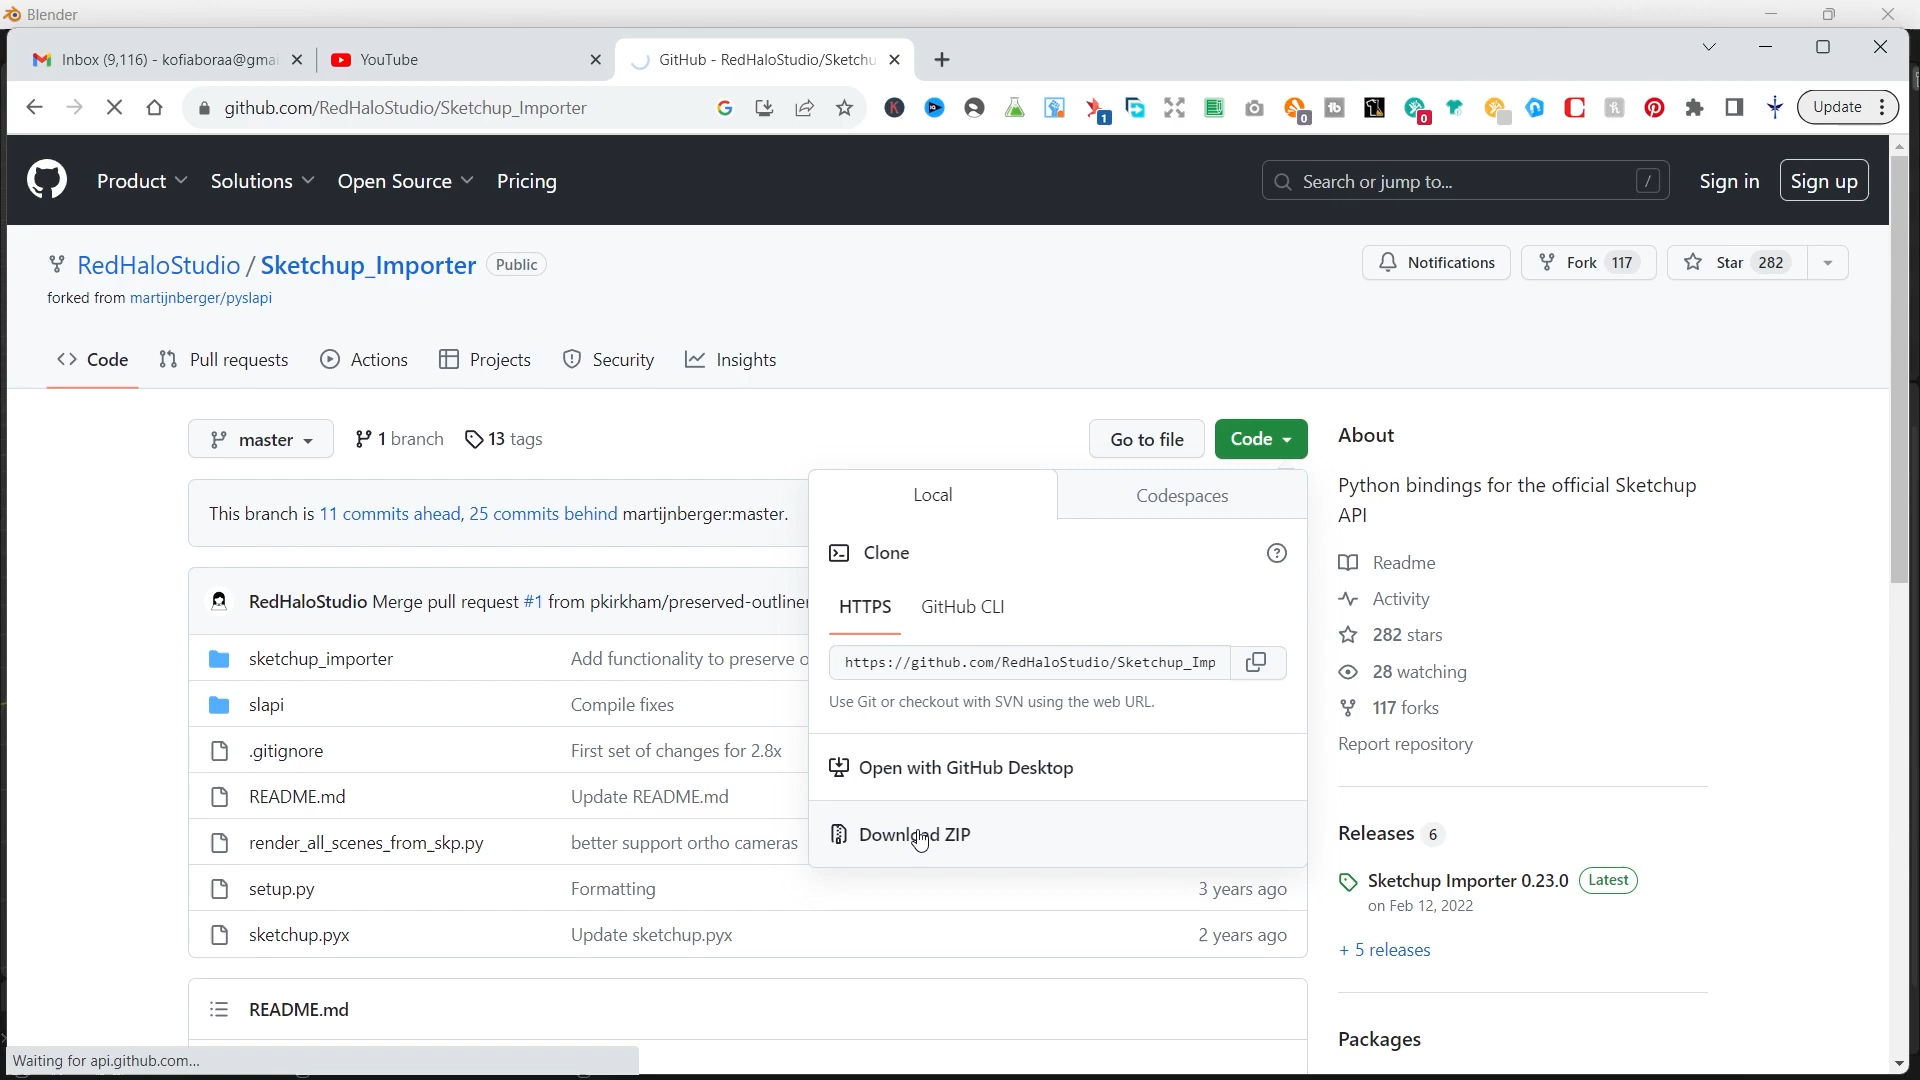 Blender
Inbox (9,116) - kofiaboraa@gmai
YouTube
GitHub - RedHaloStudio/Sketchu
github.com/RedHaloStudio/Sketchup_Importer
1
0
0
Update
Product
Solutions
Open Source
Pricing
Search or jump to...
/
Sign in
Sign up
RedHaloStudio / Sketchup_Importer
Public
Notifications
Fork 117
Star 282
forked from martijnberger/pyslapi
Code
Pull requests
Actions
Projects
Security
Insights
master
1 branch
13 tags
Go to file
Code
This branch is 11 commits ahead, 25 commits behind martijnberger:master.
RedHaloStudio Merge pull request #1 from pkirkham/preserved-outliner
sketchup_importer
Add functionality to preserve o
slapi
Compile fixes
.gitignore
First set of changes for 2.8x
README.md
Update README.md
render_all_scenes_from_skp.py
better support ortho cameras
setup.py
Formatting
3 years ago
sketchup.pyx
Update sketchup.pyx
2 years ago
README.md
Local
Codespaces
Clone
HTTPS
GitHub CLI
https://github.com/RedHaloStudio/Sketchup_Imp
Use Git or checkout with SVN using the web URL.
Open with GitHub Desktop
Download ZIP
About
Python bindings for the official Sketchup
API
Readme
Activity
282 stars
28 watching
117 forks
Report repository
Releases 6
Sketchup Importer 0.23.0
Latest
on Feb 12, 2022
+ 5 releases
Packages
Waiting for api.github.com...